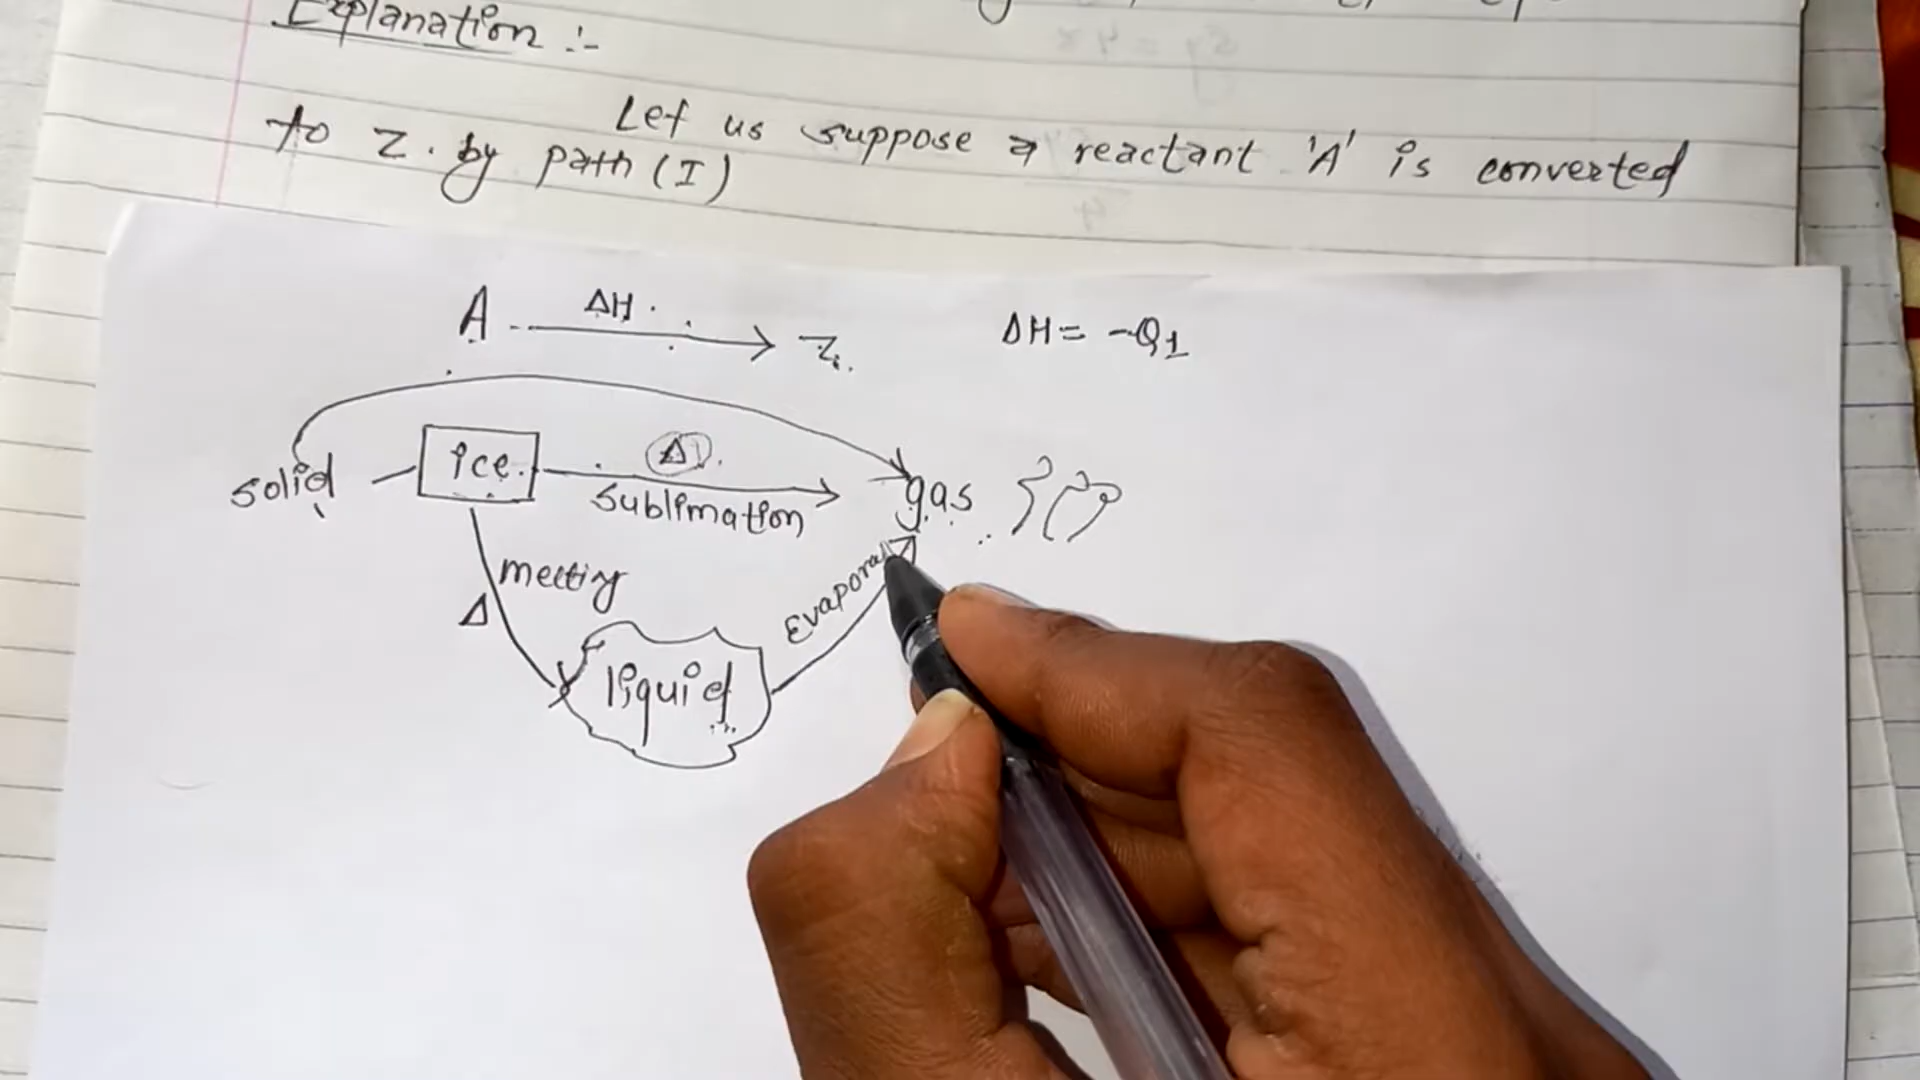 Explanation :-
Let us suppose a reactant 'A' is converted
to Z. by path (I)
A ΔH. Z.
ΔH = -Q1
solid ice. Δ gas
sublimation
melting
Δ
Evapora
liquid